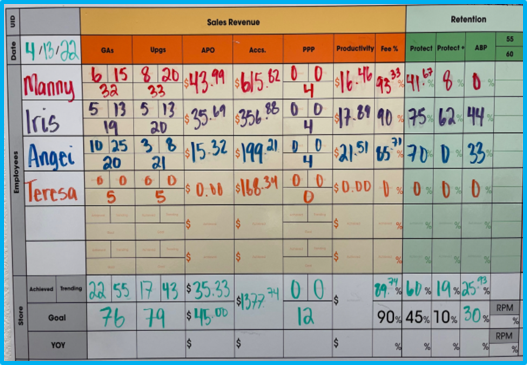 UID Sales Revenue Retention
Date 4/13/22 GAs Upgs APO Accs. PPP Productivity Fee % Protect Protect + ABP 55
60
Employees
Manny 6 15 8 20 $43.99 $615.82 0 0 $16.46 93.33 % 41.67 % 8 % 0 %
32 33 4
Iris 5 13 5 13 $35.69 $356.88 0 0 $17.89 90 % 75 % 62 % 44 %
19 20 4
Angei 10 25 3 8 $15.32 $199.21 0 0 $21.51 85.71 % 70 % 0 % 33 %
20 21 4
Teresa 0 0 0 0 $0.00 $168.34 0 0 $0.00 0 % 0 % 0 % 0 %
5 5 0
$ $ $ % % % %
$ $ $ % % % %
Store
Achieved Trending 22 55 17 43 $35.33 $1377.74 0 0 $ 89.74 % 60 % 19 % 25.93 %
Goal 76 79 $45.00 12 90% 45% 10% 30% RPM
%
YOY $ $ $ % % % % RPM
%